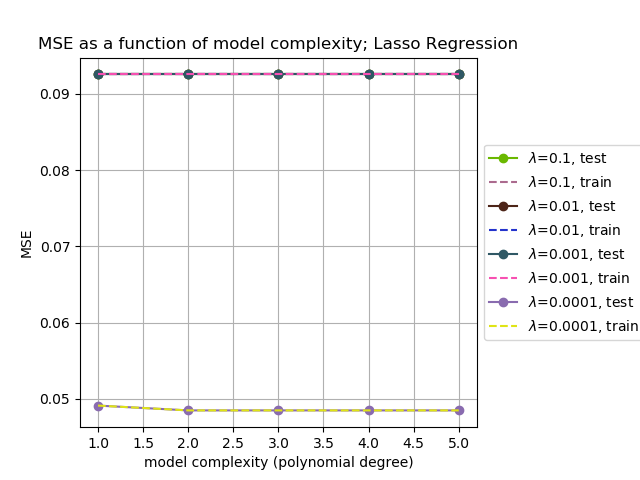 MSE as a function of model complexity; Lasso Regression
0.09
0.08
0.07
0.06
0.05
MSE
1.0 1.5 2.0 2.5 3.0 3.5 4.0 4.5 5.0
model complexity (polynomial degree)
λ=0.1, test
λ=0.1, train
λ=0.01, test
λ=0.01, train
λ=0.001, test
λ=0.001, train
λ=0.0001, test
λ=0.0001, train